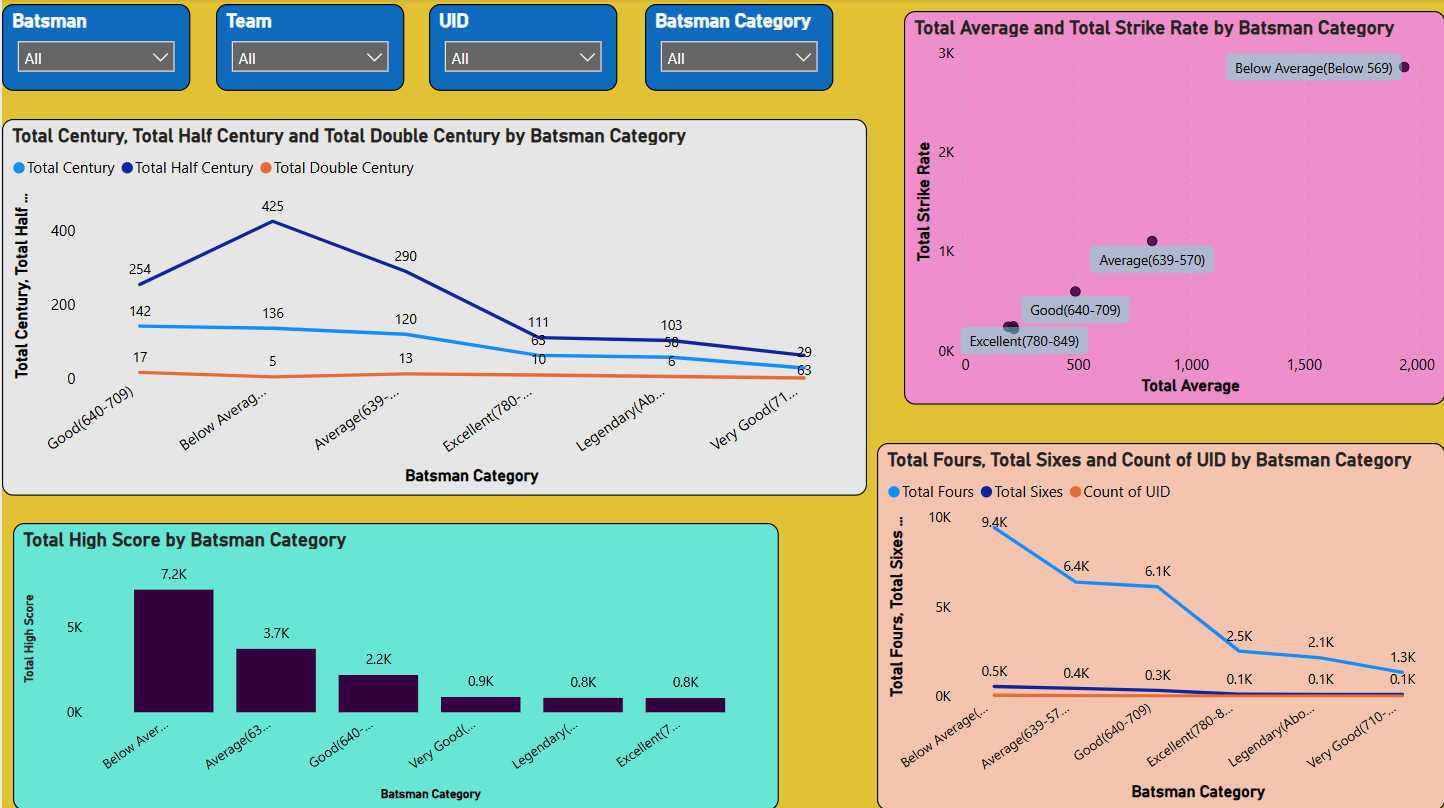 Batsman
All
Team
All
UID
All
Batsman Category
All
Total Average and Total Strike Rate by Batsman Category
Total Strike Rate
3K
2K
1K
0K
Below Average(Below 569)
Average(639-570)
Good(640-709)
Excellent(780-849)
0
500
1,000
1,500
2,000
Total Average
Total Century, Total Half Century and Total Double Century by Batsman Category
Total Century
Total Half Century
Total Double Century
Total Century, Total Half ...
400
200
0
254
425
290
111
103
29
142
136
120
63
58
63
17
5
13
10
6
Good(640-709)
Below Averag...
Average(639-...
Excellent(780-...
Legendary(Ab...
Very Good(71...
Batsman Category
Total Fours, Total Sixes and Count of UID by Batsman Category
Total Fours
Total Sixes
Count of UID
Total Fours, Total Sixes ...
10K
5K
0K
9.4K
6.4K
6.1K
2.5K
2.1K
1.3K
0.5K
0.4K
0.3K
0.1K
0.1K
0.1K
Below Average(...
Average(639-57...
Good(640-709)
Excellent(780-8...
Legendary(Abo...
Very Good(710-...
Batsman Category
Total High Score by Batsman Category
Total High Score
5K
0K
7.2K
3.7K
2.2K
0.9K
0.8K
0.8K
Below Aver...
Average(63...
Good(640-...
Very Good(...
Legendary(...
Excellent(7...
Batsman Category